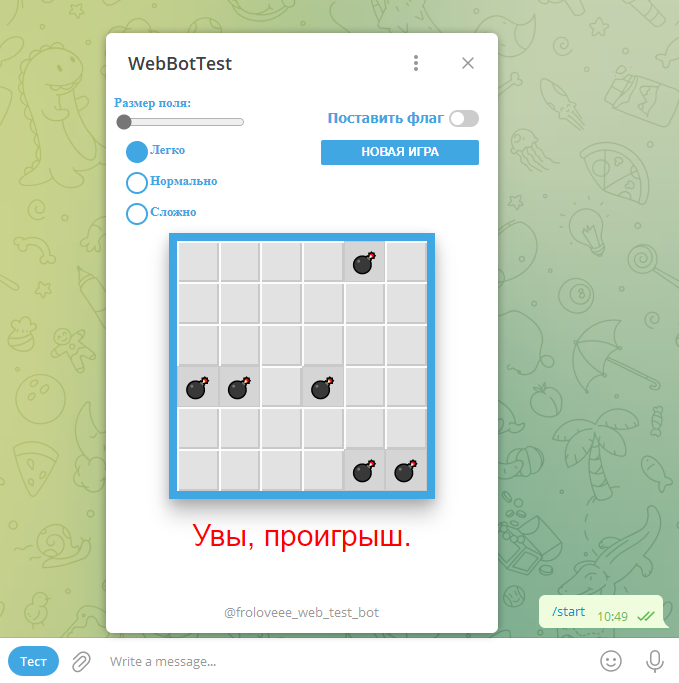 WebBotTest
Размер поля:
Поставить флаг
Легко
НОВАЯ ИГРА
Нормально
Сложно
Увы, проигрыш.
@froloveee_web_test_bot
/start
10:49
Тест
Write a message...